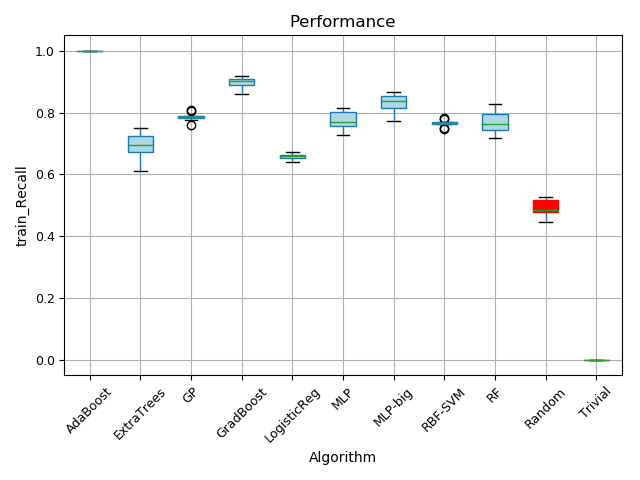 Performance
train_Recall
1.0
0.8
0.6
0.4
0.2
0.0
AdaBoost
ExtraTrees
GP
GradBoost
LogisticReg
MLP
MLP-big
RBF-SVM
RF
Random
Trivial
Algorithm